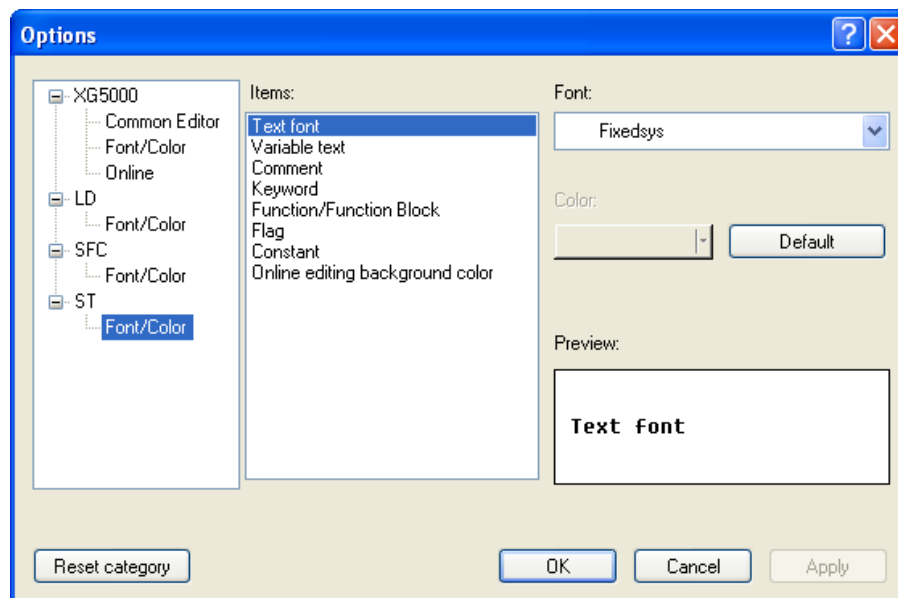 Options
XG5000
Common Editor
Font/Color
Online
LD
Font/Color
SFC
Font/Color
ST
Font/Color
Items:
Text font
Variable text
Comment
Keyword
Function/Function Block
Flag
Constant
Online editing background color
Font:
Fixedsys
Color:
Default
Preview:
Text font
Reset category
OK
Cancel
Apply